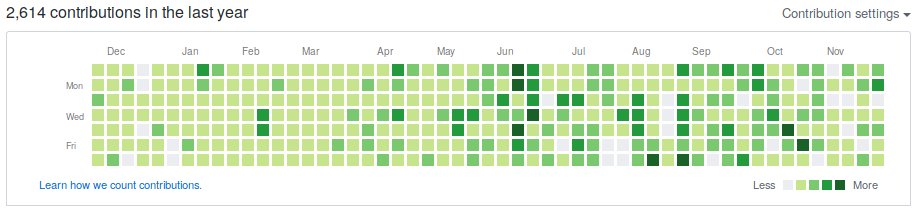 2,614 contributions in the last year
Contribution settings
Dec Jan Feb Mar Apr May Jun Jul Aug Sep Oct Nov
Mon
Wed
Fri
Learn how we count contributions.
Less More